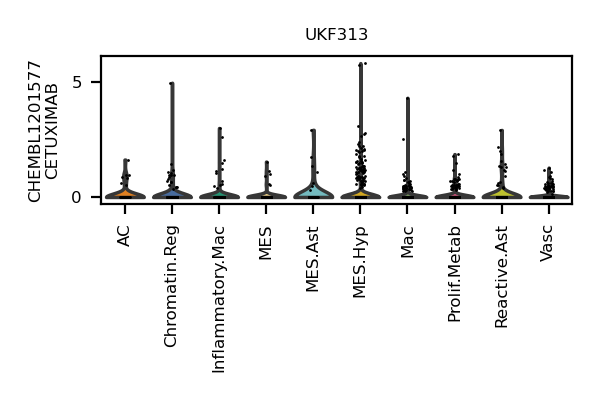 UKF313
CHEMBL1201577
CETUXIMAB
5
0
AC
Chromatin.Reg
Inflammatory.Mac
MES
MES.Ast
MES.Hyp
Mac
Prolif.Metab
Reactive.Ast
Vasc